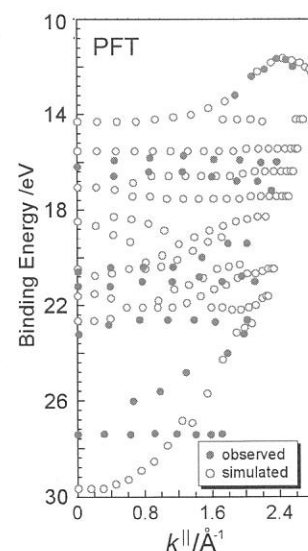 PFT
10
14
18
22
26
30
Binding Energy /eV
0
0.8
1.6
2.4
k||/Å-1
observed
simulated